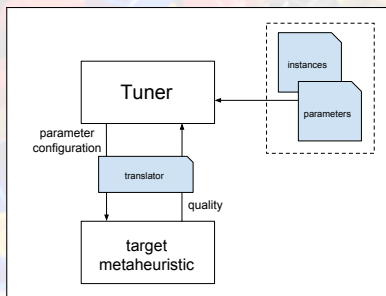 instances
Tuner
parameters
parameter
configuration
translator
quality
target
metaheuristic